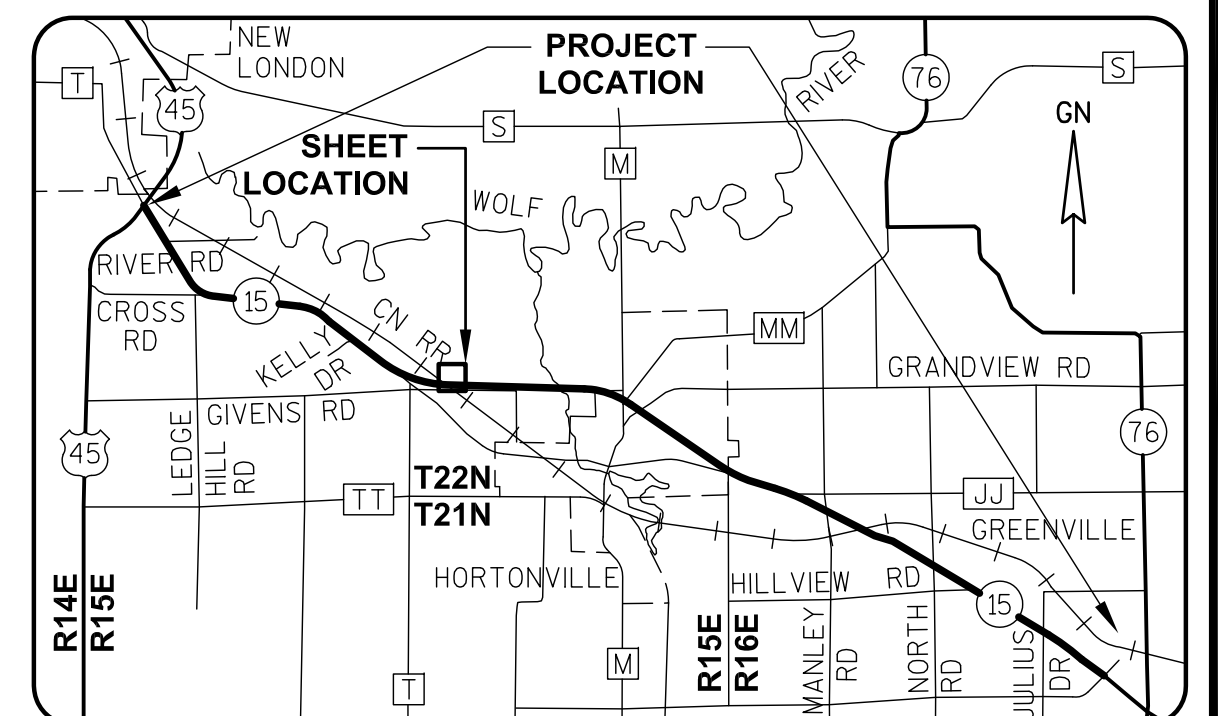 NEW
LONDON
PROJECT
LOCATION
RIVER
76
S
T
45
S
GN
SHEET
LOCATION
M
WOLF
RIVER RD
15
CROSS
RD
CN RR
MM
KELLY
DR
GRANDVIEW RD
GIVENS RD
76
45
LEDGE
HILL
RD
T22N
T21N
TT
JJ
GREENVILLE
HORTONVILLE
HILLVIEW RD
15
R14E
R15E
R15E
R16E
MANLEY
RD
NORTH
RD
JULIUS
DR
M
T